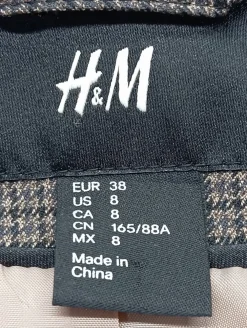 H&M
EUR 38
US 8
CA 8
CN 165/88A
MX 8
Made in
China